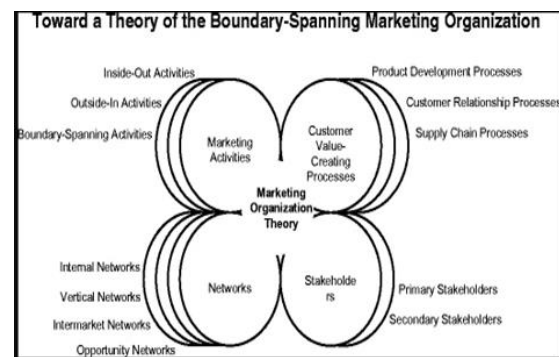 Toward a Theory of the Boundary-Spanning Marketing Organization
Inside-Out Activities
Outside-In Activities
Boundary-Spanning Activities
Marketing
Activities
Product Development Processes
Customer Relationship Processes
Supply Chain Processes
Customer
Value-
Creating
Processes
Marketing
Organization
Theory
Internal Networks
Vertical Networks
Intermarket Networks
Opportunity Networks
Networks
Stakeholde
rs
Primary Stakeholders
Secondary Stakeholders